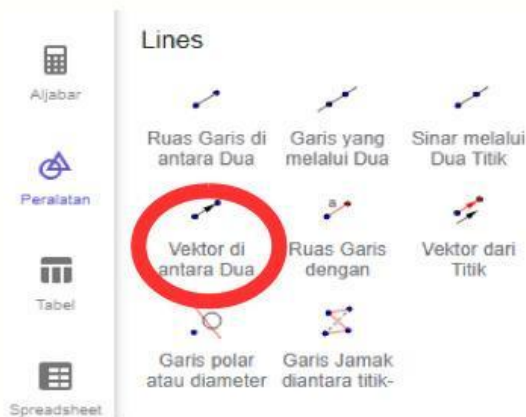 Lines
Aljabar
Peralatan
Tabel
Spreadsheet
Ruas Garis di
antara Dua
Garis yang
melalui Dua
Sinar melalui
Dua Titik
Vektor di
antara Dua
a
Ruas Garis
dengan
Vektor dari
Titik
Garis polar
atau diameter
Garis Jamak
diantara titik-